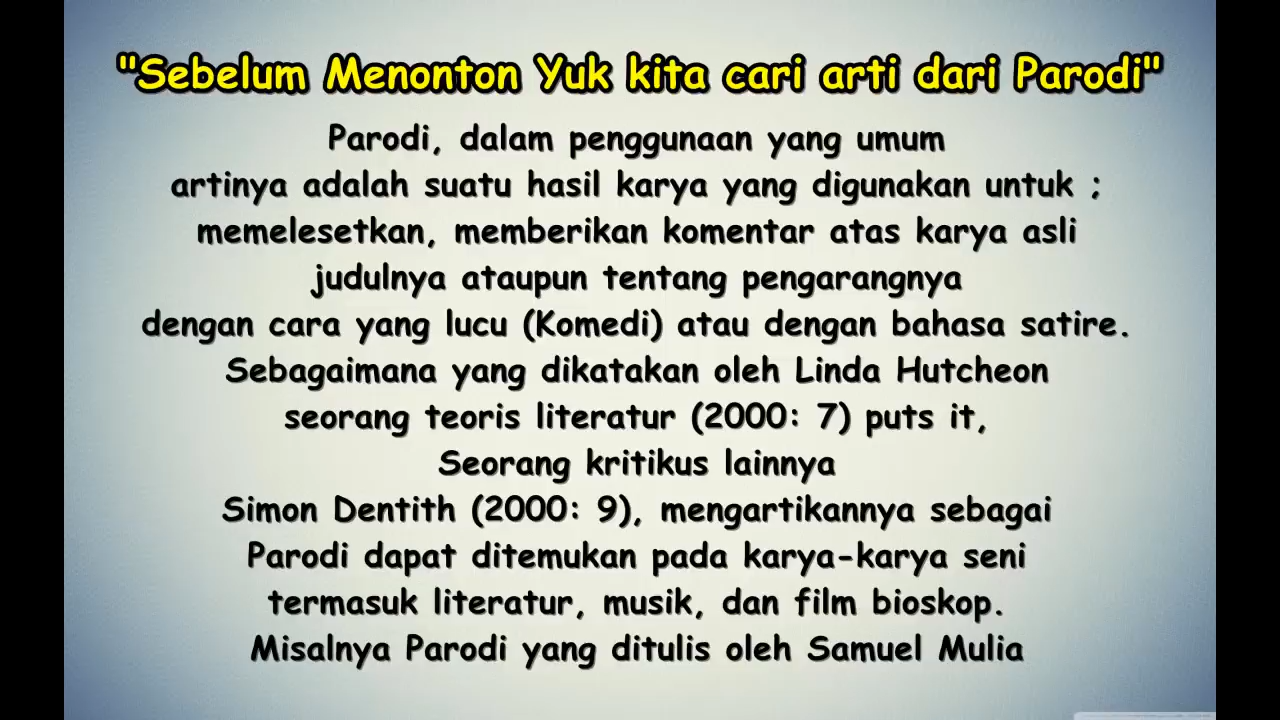 "Sebelum Menonton Yuk kita cari arti dari Parodi"
Parodi, dalam penggunaan yang umum
artinya adalah suatu hasil karya yang digunakan untuk ;
memelesetkan, memberikan komentar atas karya asli
judulnya ataupun tentang pengarangnya
dengan cara yang lucu (Komedi) atau dengan bahasa satire.
Sebagaimana yang dikatakan oleh Linda Hutcheon
seorang teoris literatur (2000: 7) puts it,
Seorang kritikus lainnya
Simon Dentith (2000: 9), mengartikannya sebagai
Parodi dapat ditemukan pada karya-karya seni
termasuk literatur, musik, dan film bioskop.
Misalnya Parodi yang ditulis oleh Samuel Mulia